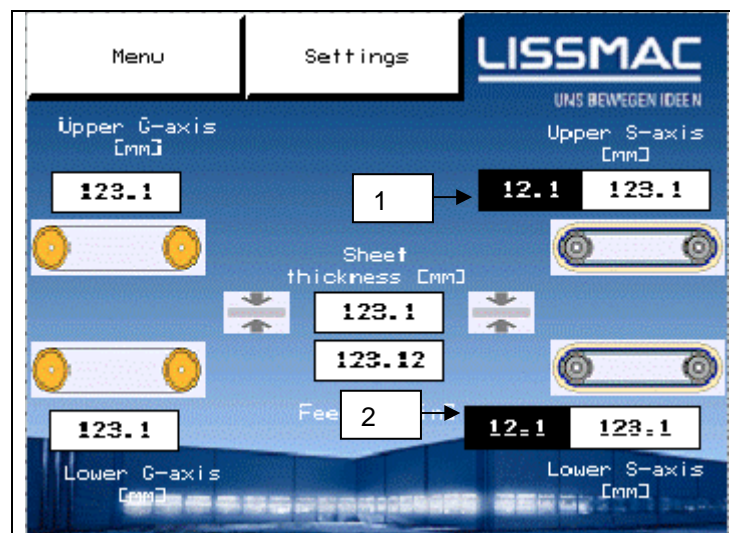 Menu
Settings
LISSMAC
UNS BEWEGEN IDEEN
Upper G-axis
[mm]
123.1
Upper S-axis
[mm]
1
12.1
123.1
Sheet
thickness [mm]
123.1
123.12
Fee
2
12.1
123.1
123.1
Lower G-axis
[mm]
Lower S-axis
[mm]